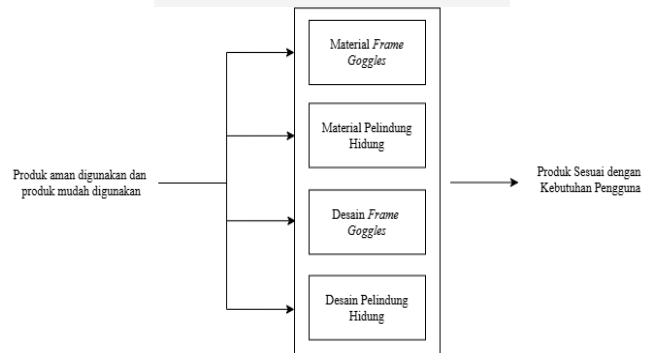 Produk aman digunakan dan
produk mudah digunakan
Material Frame
Goggles
Material Pelindung
Hidung
Desain Frame
Goggles
Desain Pelindung
Hidung
Produk Sesuai dengan
Kebutuhan Pengguna